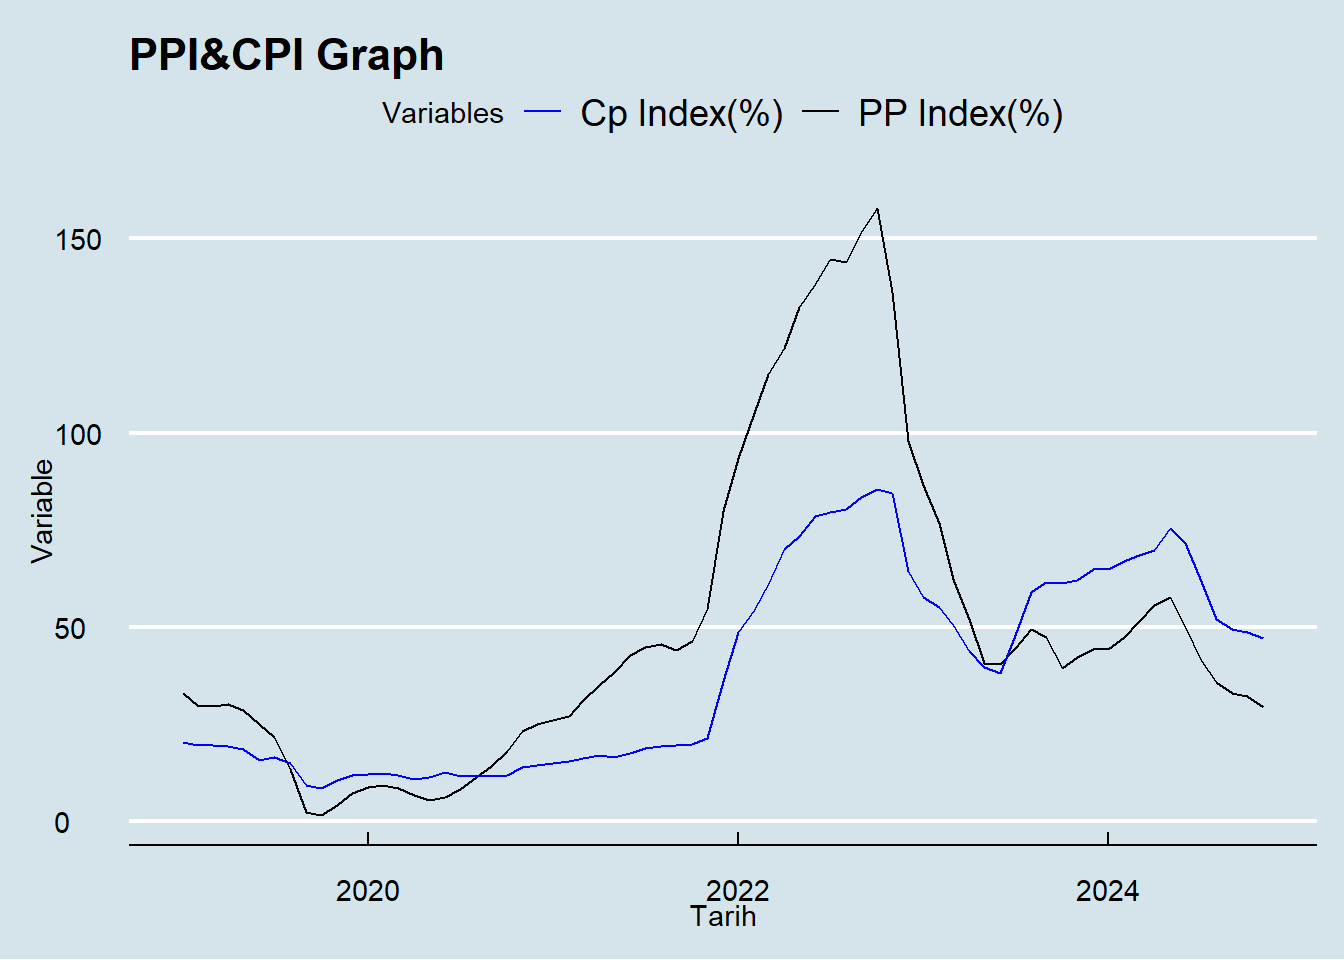 PPI&CPI Graph
Variables Cp Index(%) PP Index(%)
150
100
50
0
Variable
2020 2022 2024
Tarih